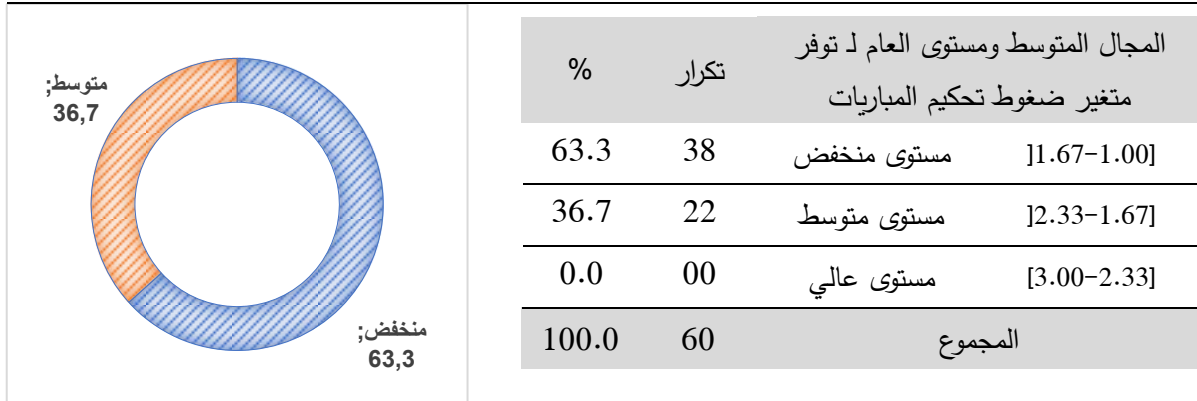 المجال المتوسط ومستوى العام لـ توفر متغير ضغوط تحكيم المباريات	تكرار	%
[1.67-1.00]	مستوى منخفض	38	63.3
[2.33-1.67]	مستوى متوسط	22	36.7
[3.00-2.33]	مستوى عالي	00	0.0
المجموع	60	100.0
متوسط;
36,7
منخفض;
63,3